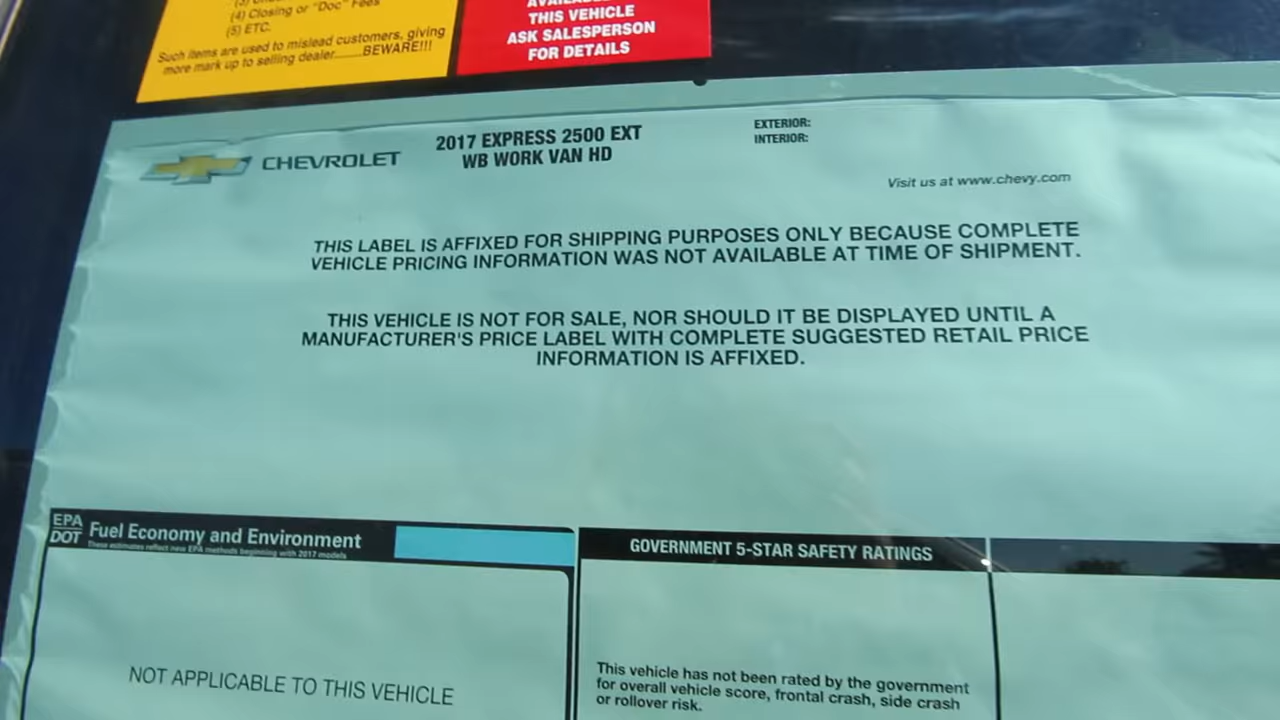 (4) Closing or "Doc" Fees
(5) ETC.
Such items are used to mislead customers, giving
more mark up to selling dealer........BEWARE!!!
THIS VEHICLE
ASK SALESPERSON
FOR DETAILS
CHEVROLET
2017 EXPRESS 2500 EXT
WB WORK VAN HD
EXTERIOR:
INTERIOR:
Visit us at www.chevy.com
THIS LABEL IS AFFIXED FOR SHIPPING PURPOSES ONLY BECAUSE COMPLETE
VEHICLE PRICING INFORMATION WAS NOT AVAILABLE AT TIME OF SHIPMENT.
THIS VEHICLE IS NOT FOR SALE, NOR SHOULD IT BE DISPLAYED UNTIL A
MANUFACTURER'S PRICE LABEL WITH COMPLETE SUGGESTED RETAIL PRICE
INFORMATION IS AFFIXED.
EPA
DOT
Fuel Economy and Environment
These estimates reflect new EPA methods beginning with 2017 models
NOT APPLICABLE TO THIS VEHICLE
GOVERNMENT 5-STAR SAFETY RATINGS
This vehicle has not been rated by the government
for overall vehicle score, frontal crash, side crash
or rollover risk.